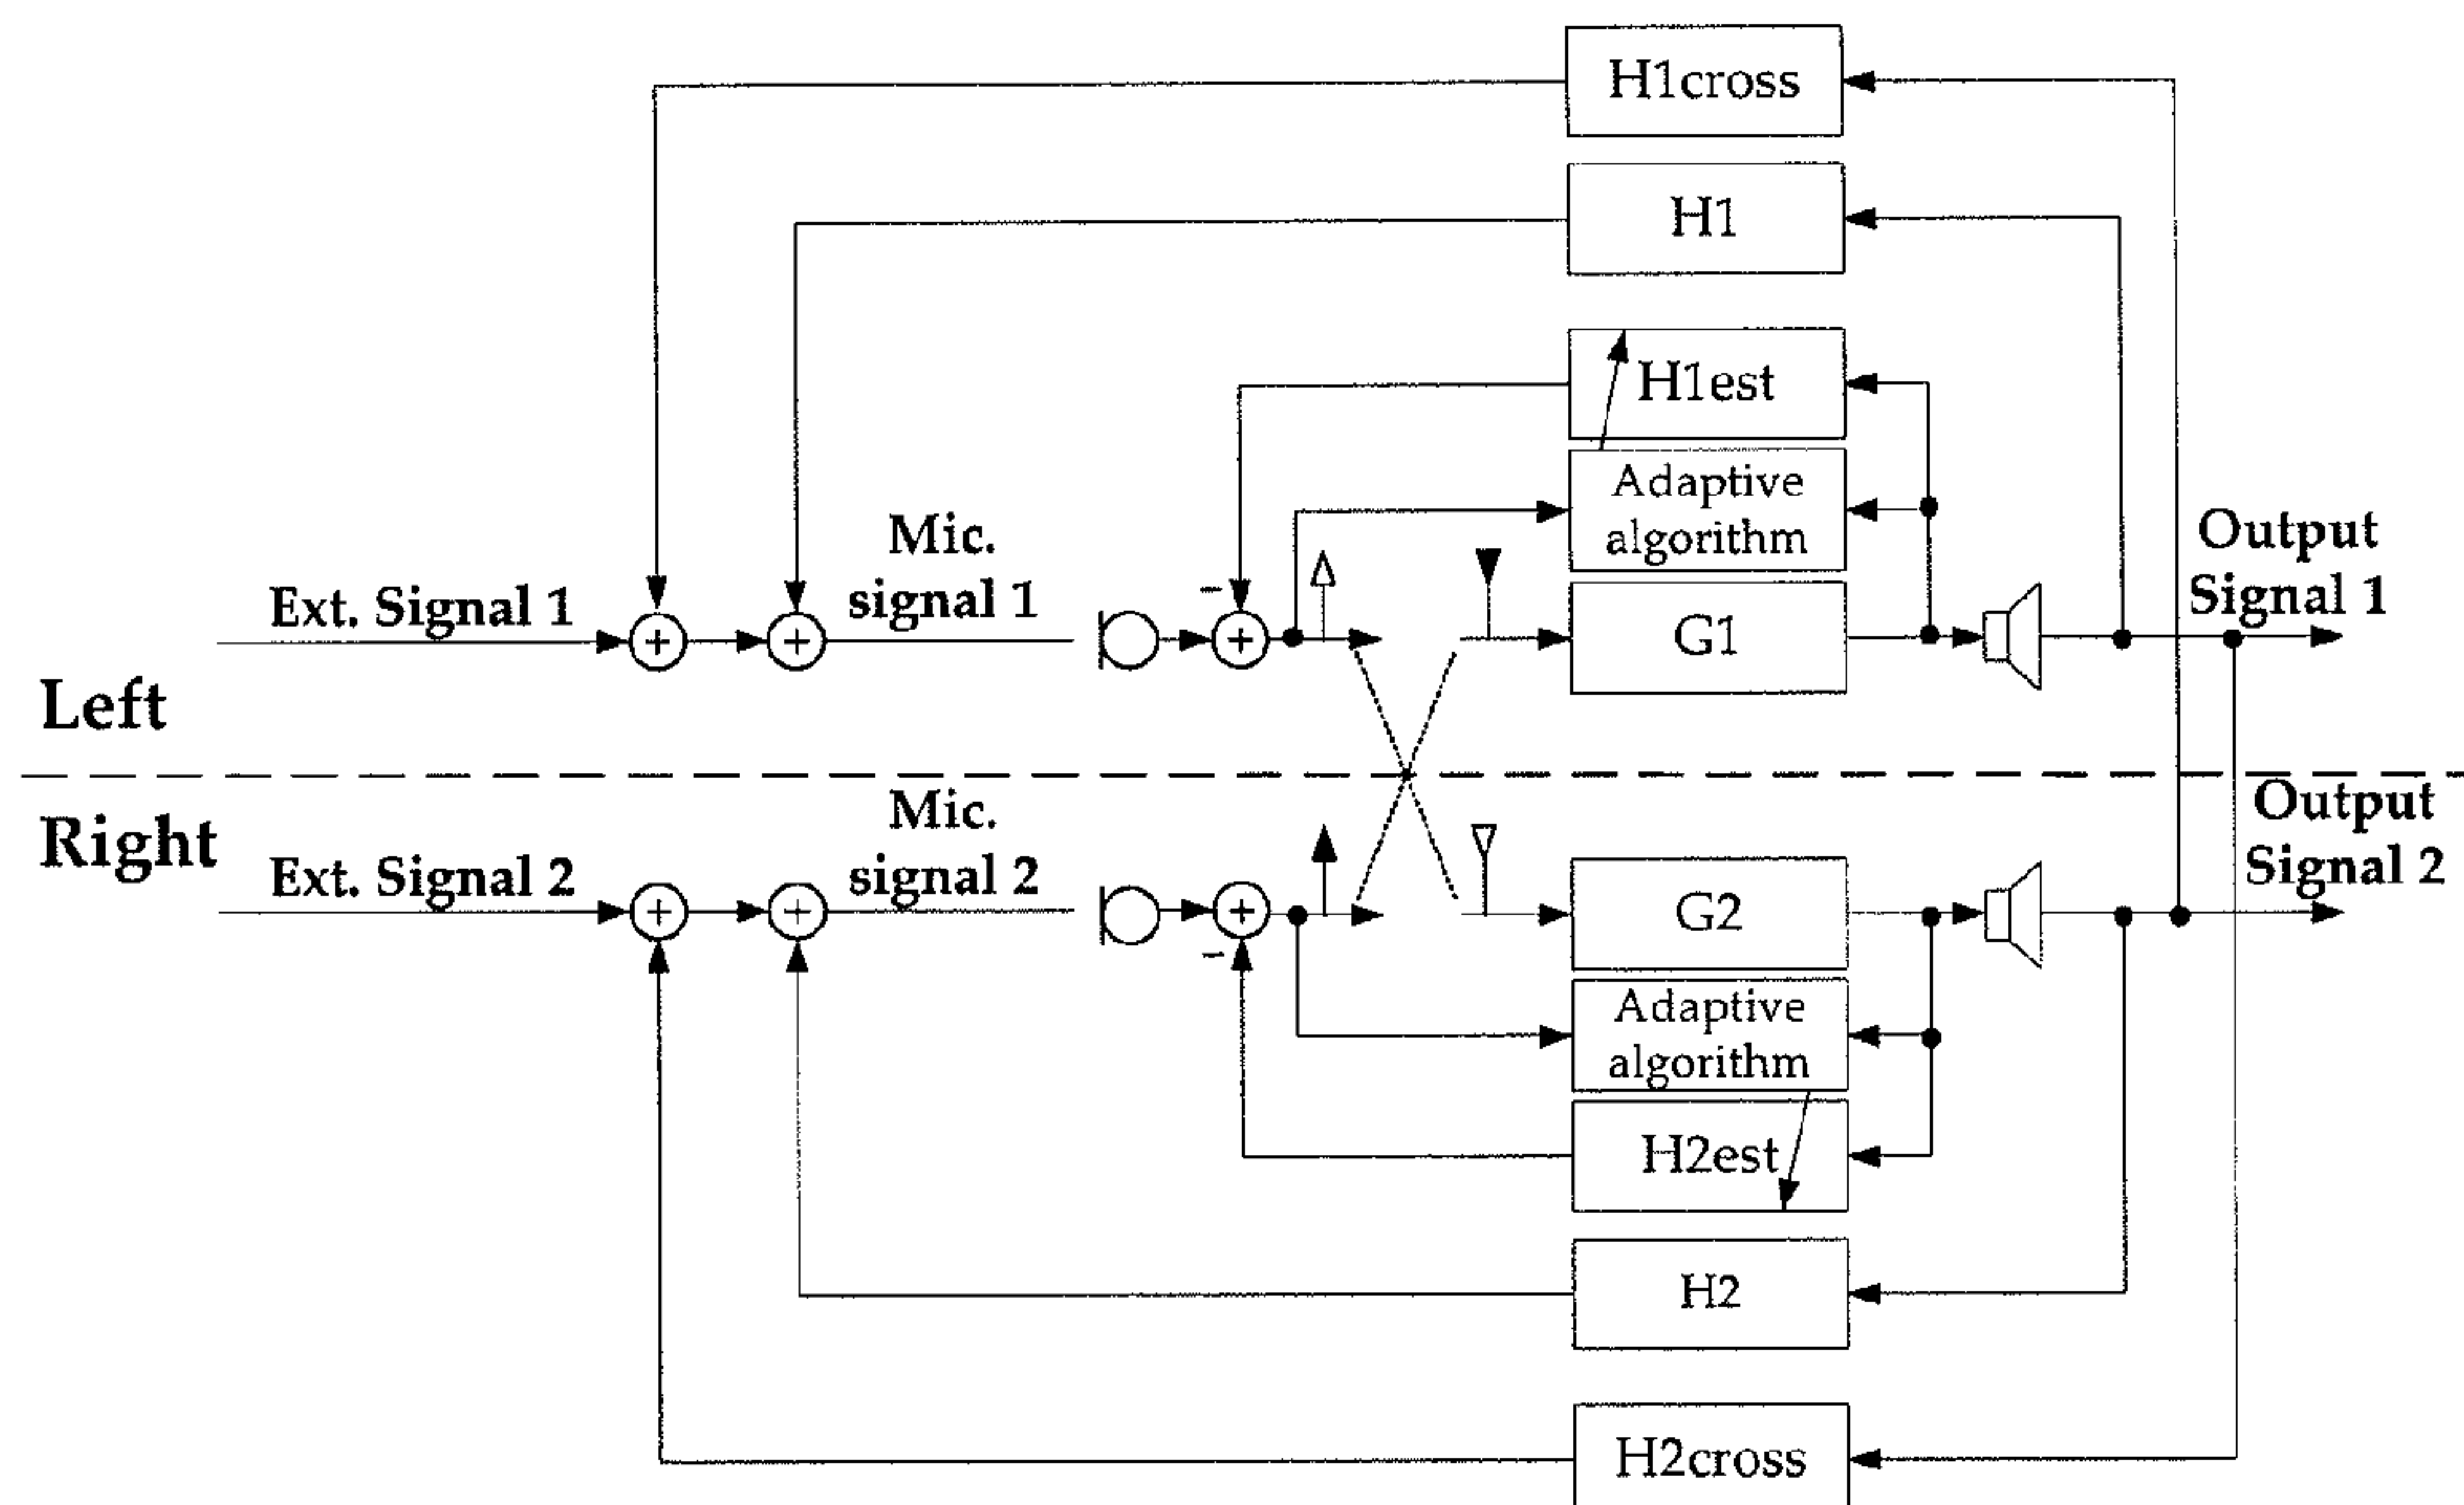 H1cross
H1
H1est
Adaptive
algorithm
G1
Mic.
signal 1
Ext. Signal 1
-
+
+
+
Output
Signal 1
Left
Right
Mic.
signal 2
Ext. Signal 2
+
+
+
-
Output
Signal 2
G2
Adaptive
algorithm
H2est
H2
H2cross